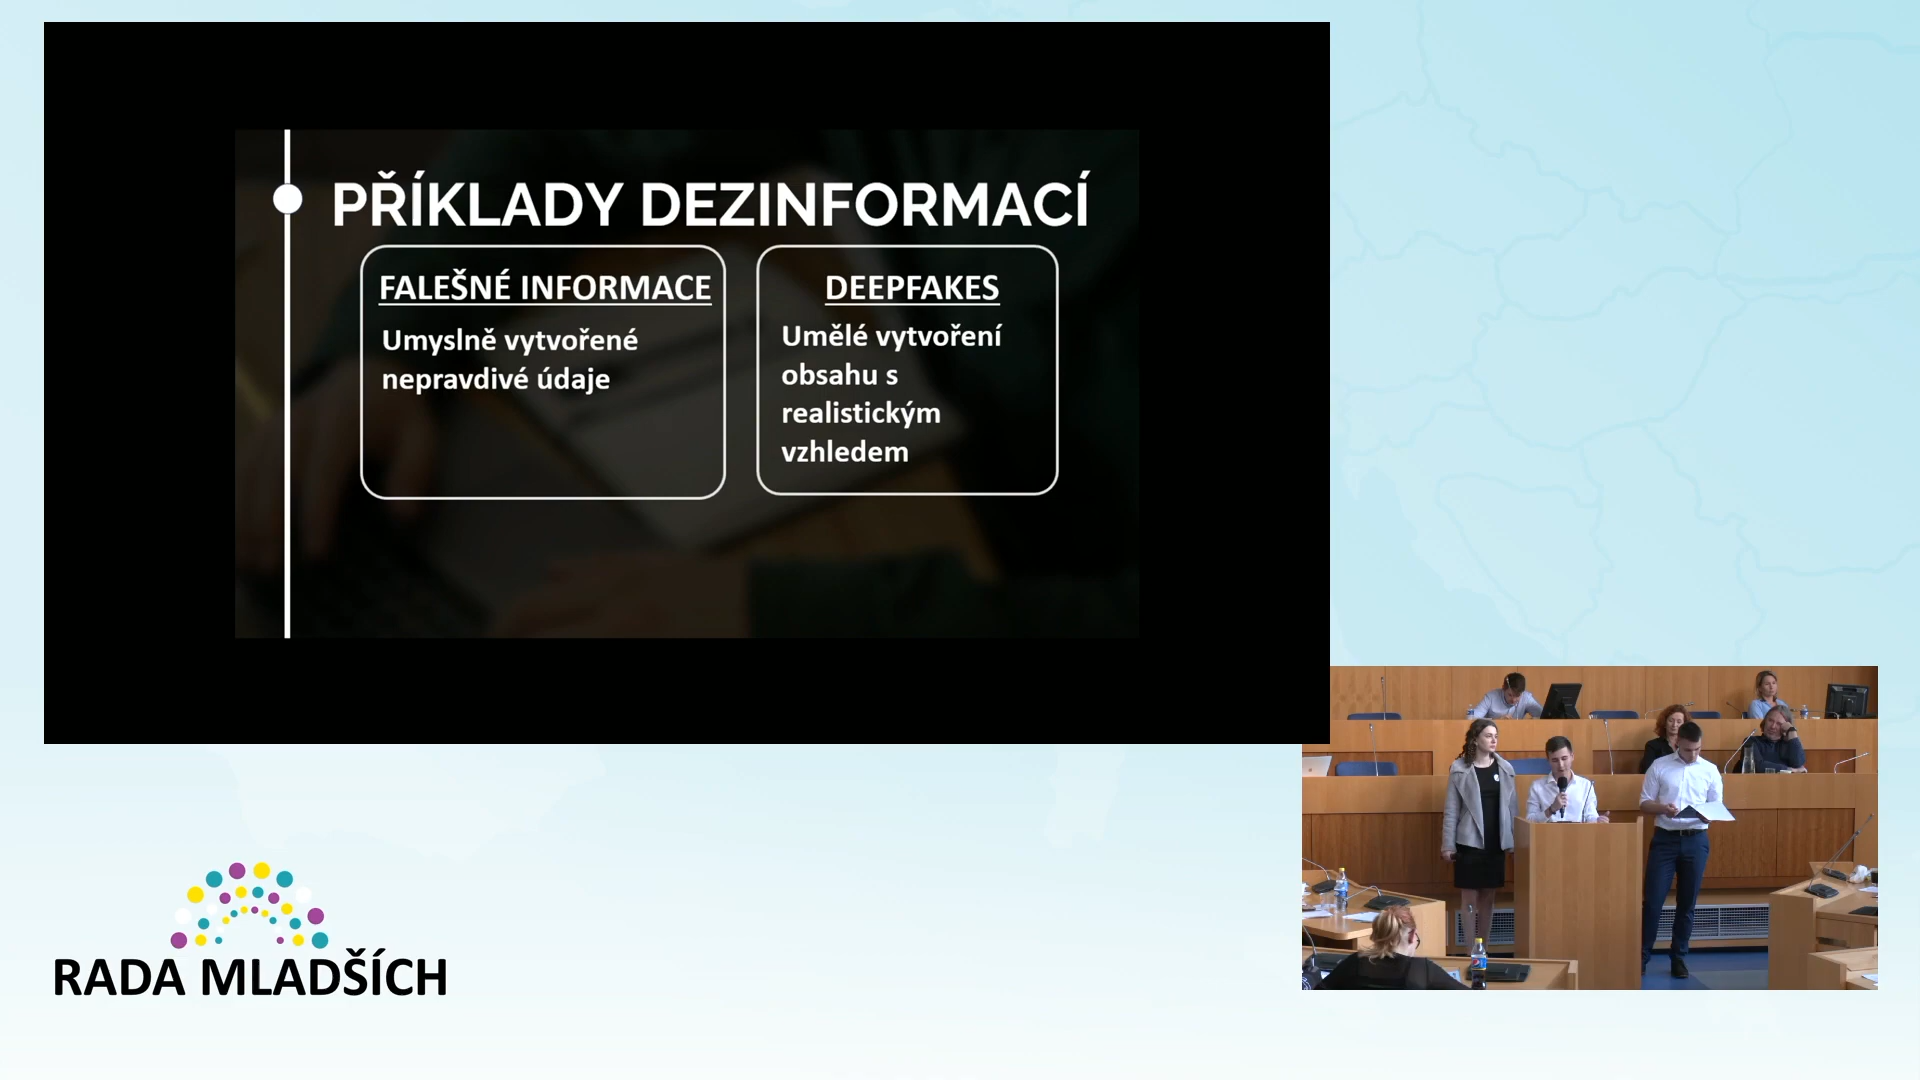 PŘÍKLADY DEZINFORMACÍ
FALEŠNÉ INFORMACE
Umyslně vytvořené
nepravdivé údaje
DEEPFAKES
Umělé vytvoření
obsahu s
realistickým
vzhledem
RADA MLADŠÍCH